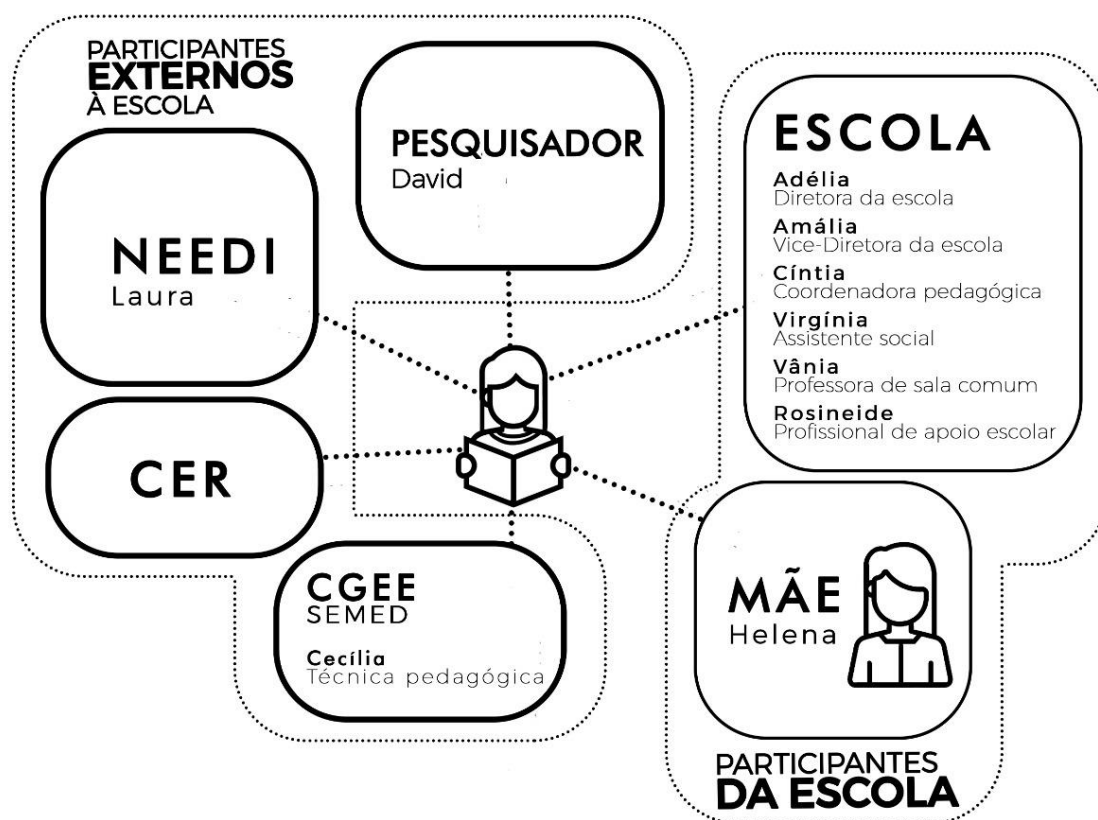 PARTICIPANTES
EXTERNOS
À ESCOLA
PESQUISADOR
David
NEEDI
Laura
CER
CGEE
SEMED
Cecília
Técnica pedagógica
ESCOLA
Adélia
Diretora da escola
Amália
Vice-Diretora da escola
Cíntia
Coordenadora pedagógica
Virgínia
Assistente social
Vânia
Professora de sala comum
Rosineide
Profissional de apoio escolar
MÃE
Helena
PARTICIPANTES
DA ESCOLA